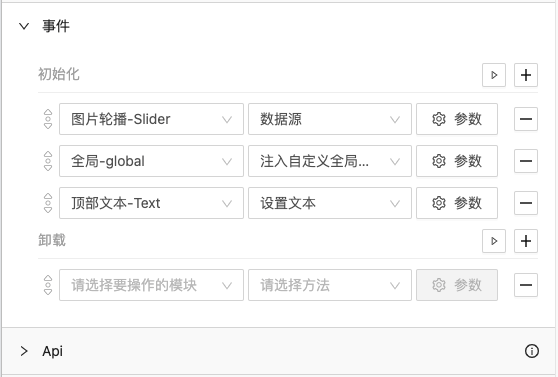 事件
初始化
图片轮播-Slider 数据源 参数
全局-global 注入自定义全局... 参数
顶部文本-Text 设置文本 参数
卸载
请选择要操作的模块 请选择方法 参数
Api